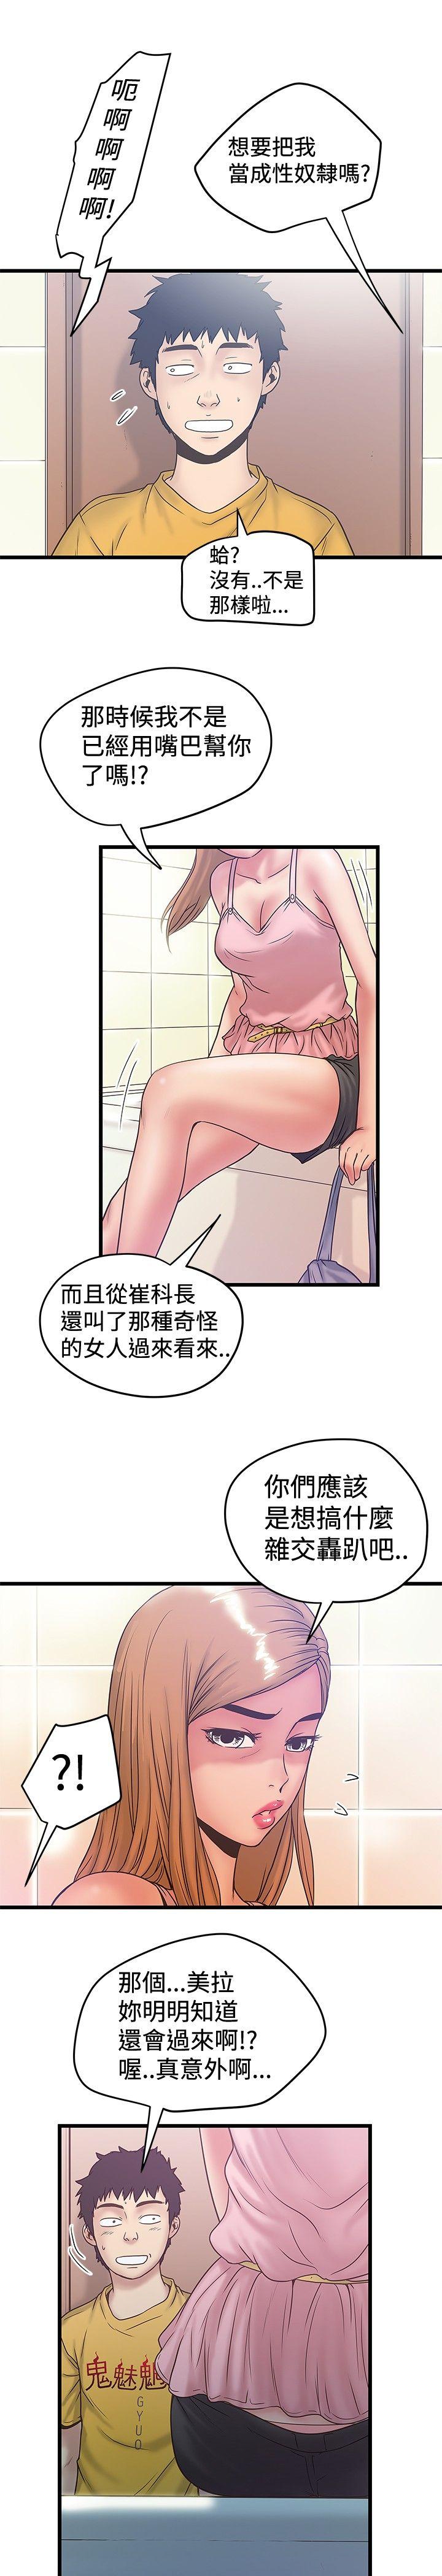 呃
啊
啊
啊
啊!
想要把我
當成性奴隸嗎?
蛤?
沒有..不是
那樣啦...
那時候我不是
已經用嘴巴幫你
了嗎!?
而且從崔科長
還叫了那種奇怪
的女人過來看來..
你們應該
是想搞什麼
雜交轟趴吧..
?!
那個...美拉
妳明明知道
還會過來啊!?
喔..真意外啊...
鬼魅魍
GYUO